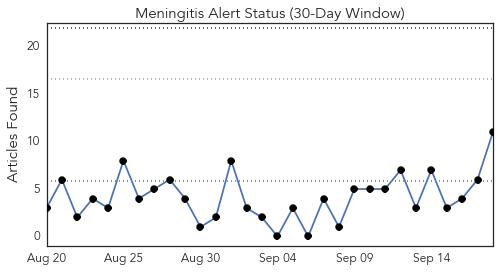 Meningitis Alert Status (30-Day Window)
Articles Found
20
15
10
5
0
Aug 20
Aug 25
Aug 30
Sep 04
Sep 09
Sep 14